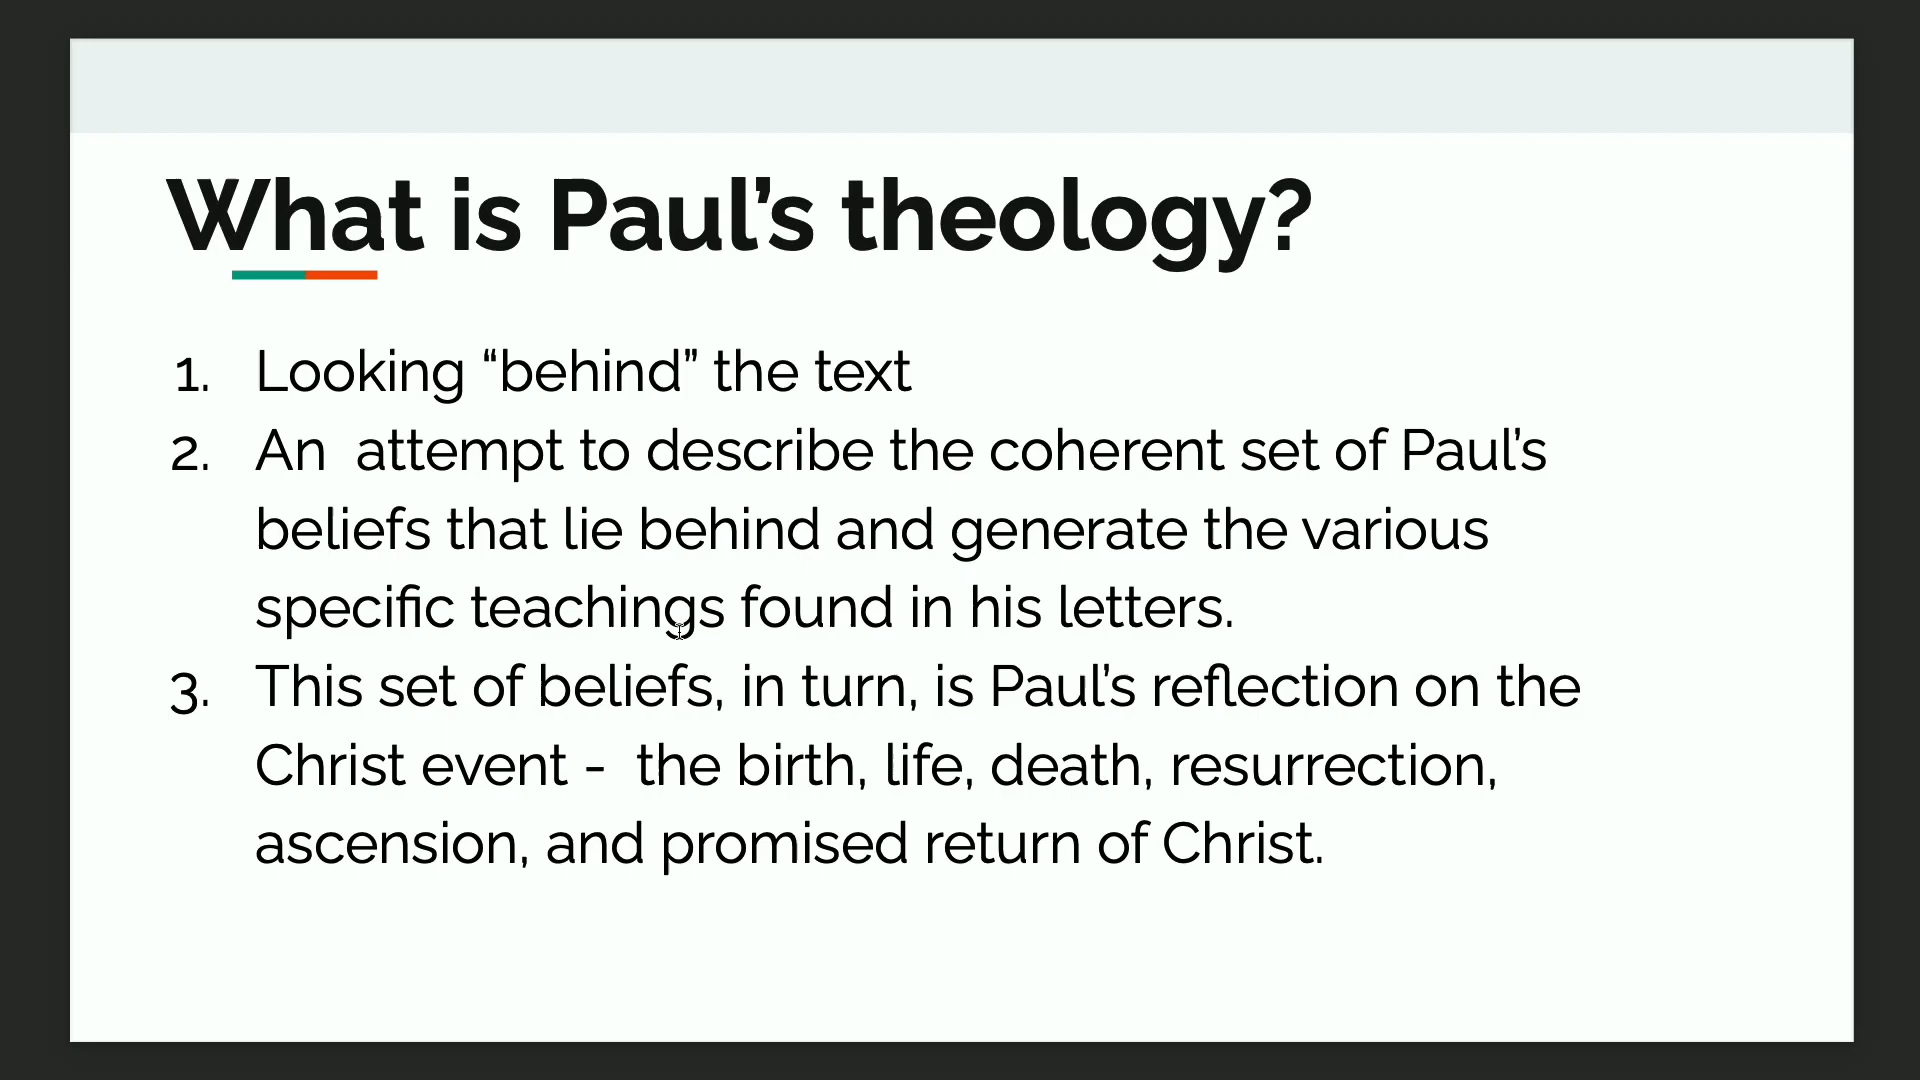 What is Paul’s theology?
1. Looking “behind” the text
2. An  attempt to describe the coherent set of Paul’s
beliefs that lie behind and generate the various
specific teachings found in his letters.
3. This set of beliefs, in turn, is Paul’s reflection on the
Christ event -  the birth, life, death, resurrection,
ascension, and promised return of Christ.